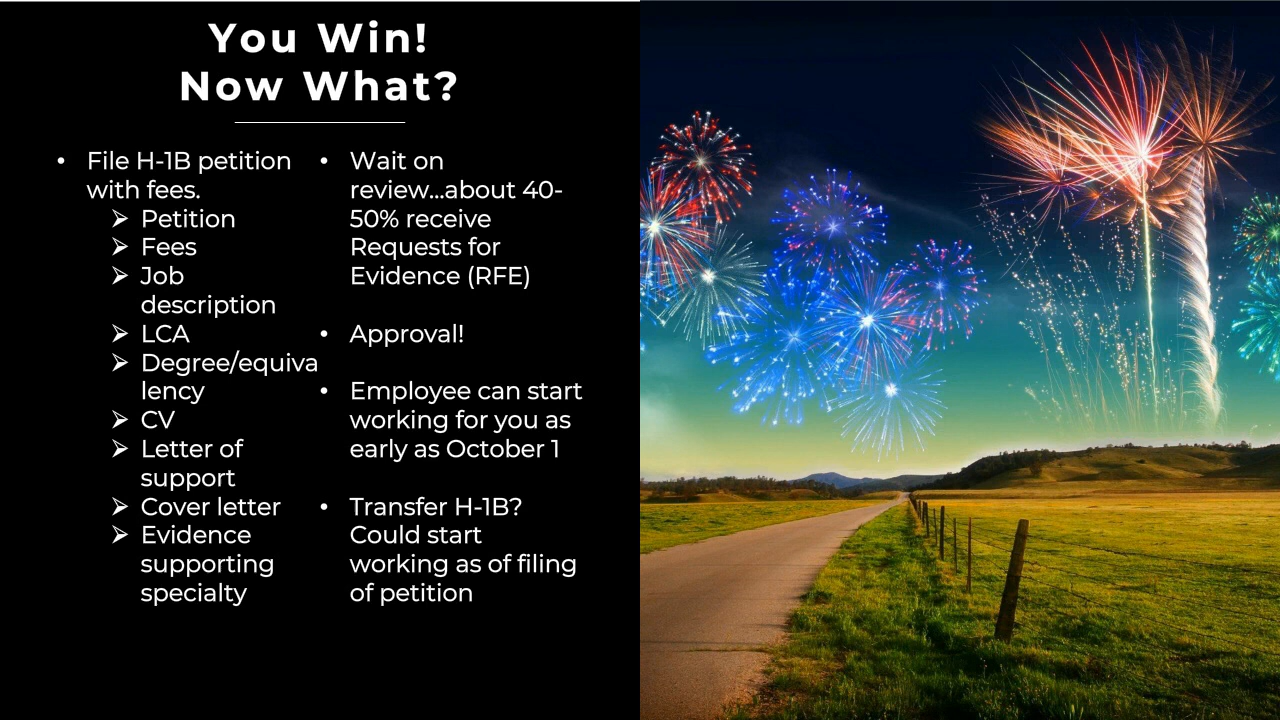 You Win!
Now What?
• File H-1B petition
with fees.
➢ Petition
➢ Fees
➢ Job
description
➢ LCA
➢ Degree/equiva
lency
➢ CV
➢ Letter of
support
➢ Cover letter
➢ Evidence
supporting
specialty
• Wait on
review...about 40-
50% receive
Requests for
Evidence (RFE)
• Approval!
• Employee can start
working for you as
early as October 1
• Transfer H-1B?
Could start
working as of filing
of petition